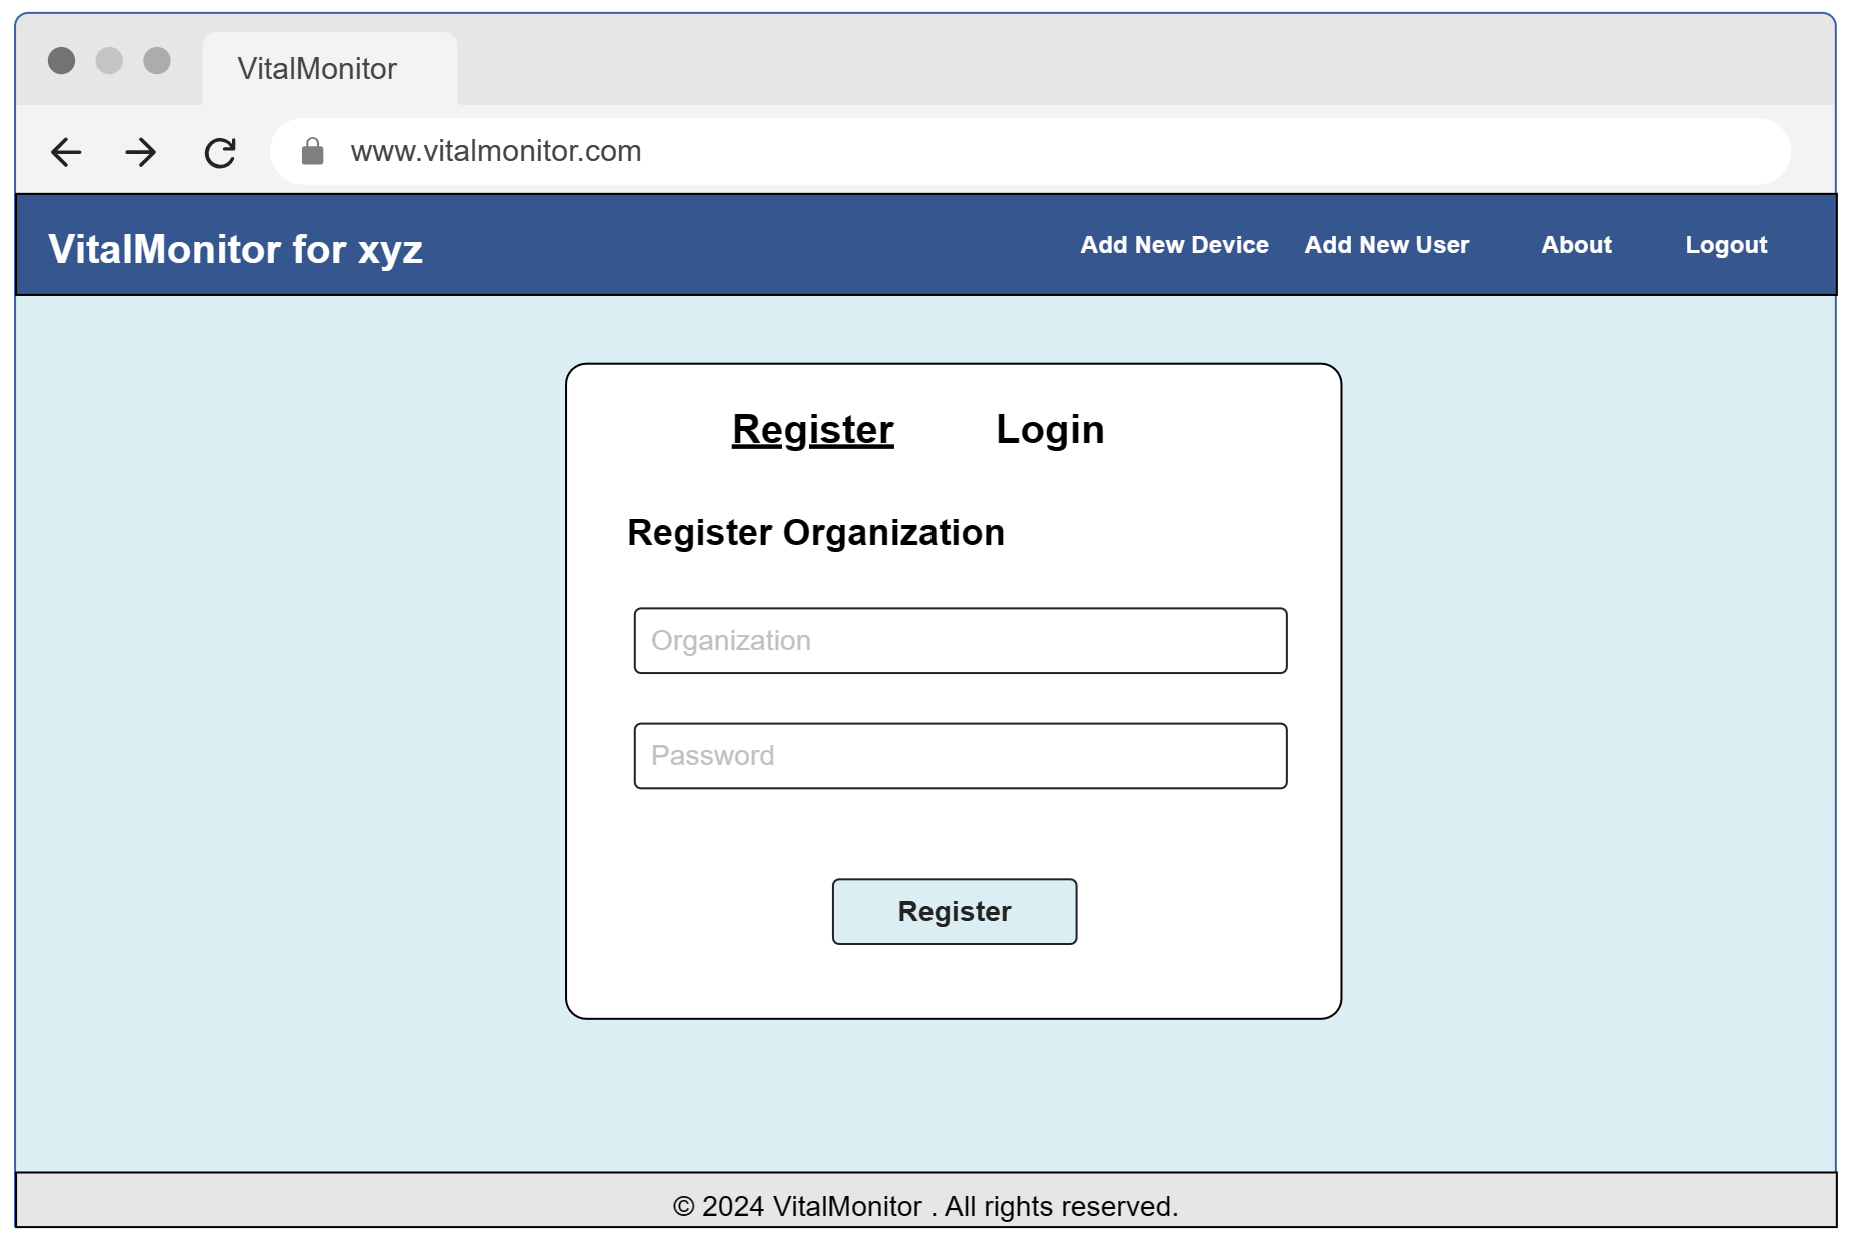 VitalMonitor
www.vitalmonitor.com
VitalMonitor for xyz
Add New Device Add New User About Logout
Register Login
Register Organization
Organization
Password
Register
© 2024 VitalMonitor . All rights reserved.